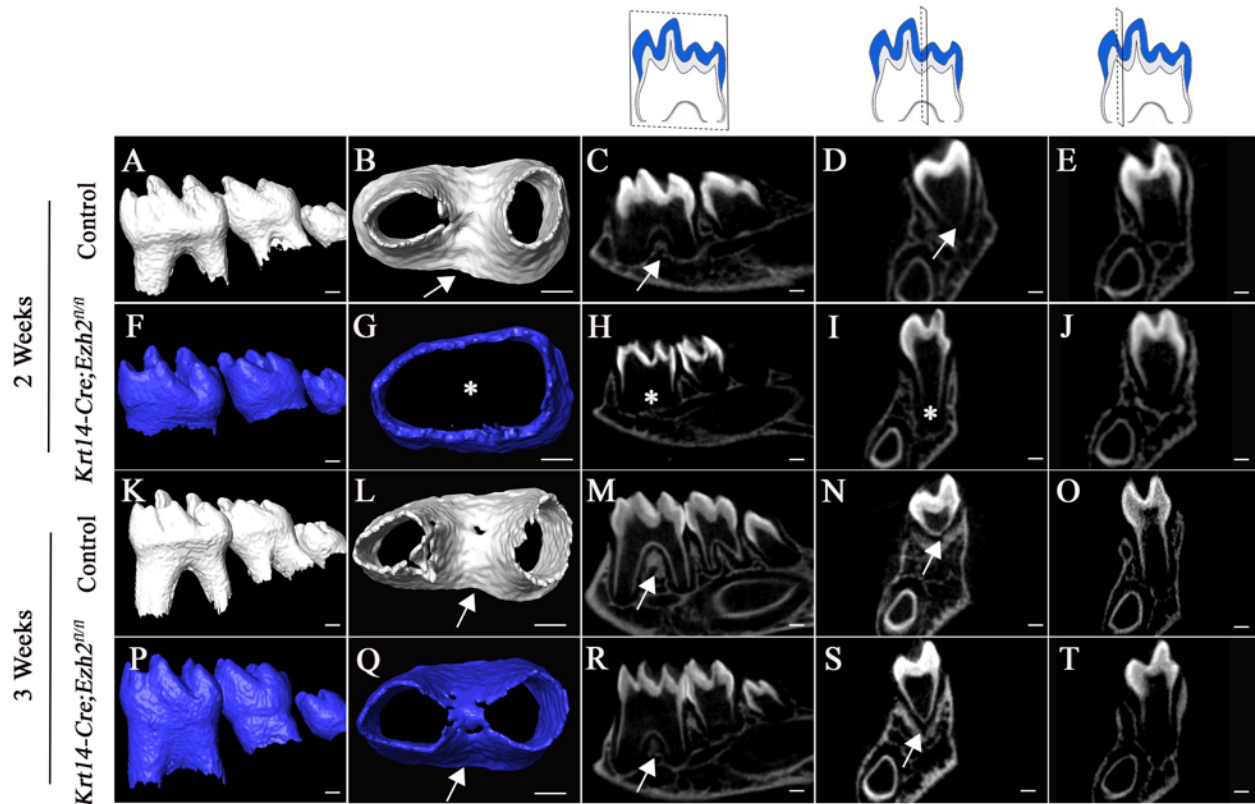 A B C D E
F G * H * I * J
K L M N O
P Q R S T
2 Weeks
3 Weeks
Control
Krt14-Cre;Ezh2fl/fl
Control
Krt14-Cre;Ezh2fl/fl